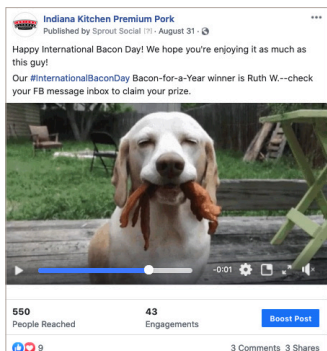 Indiana Kitchen Premium Pork
Published by Sprout Social [?] · August 31 ·
Happy International Bacon Day! We hope you're enjoying it as much as
this guy!
Our #InternationalBaconDay Bacon-for-a-Year winner is Ruth W.--check
your FB message inbox to claim your prize.
-0:01
550
People Reached
43
Engagements
Boost Post
9
3 Comments 3 Shares